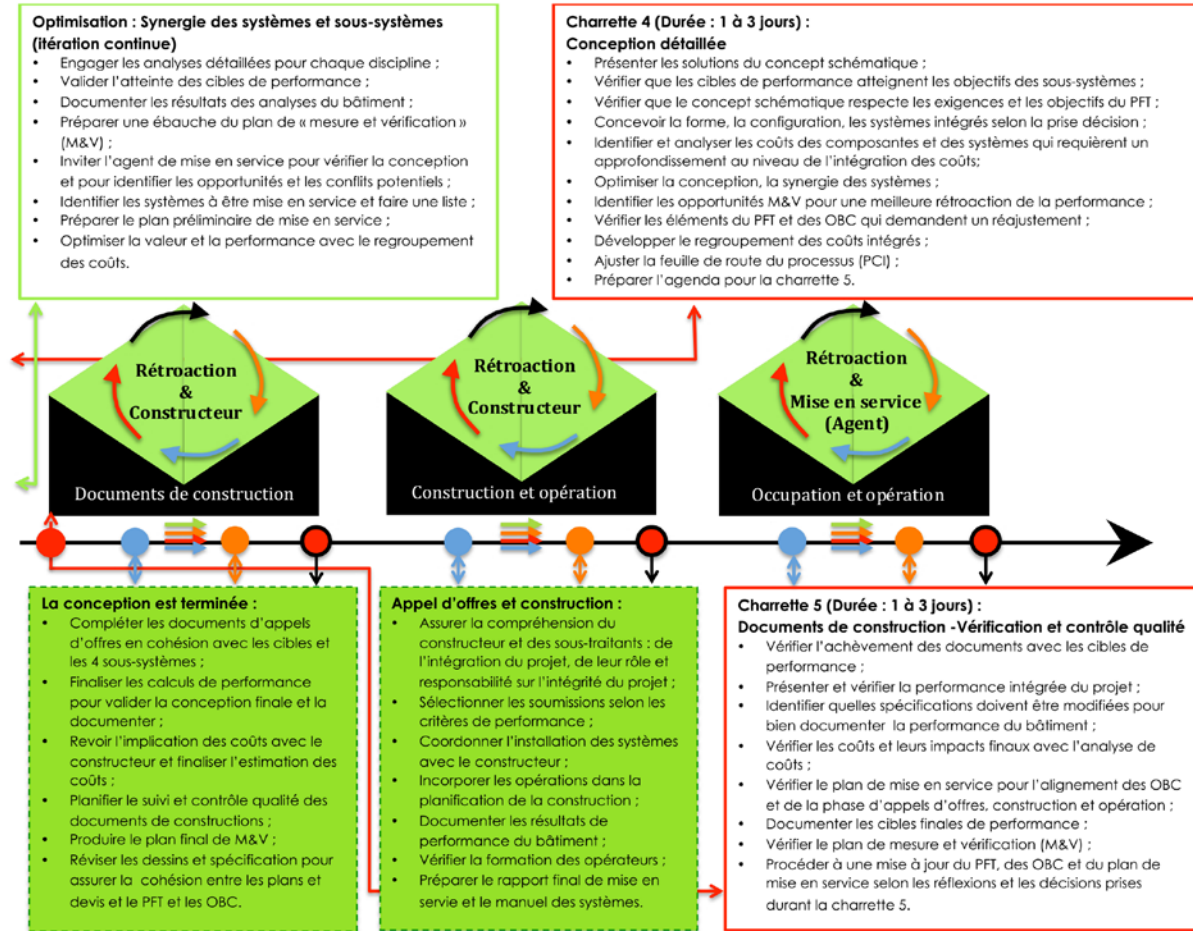 Optimisation : Synergie des systèmes et sous-systèmes
(itération continue)
• Engager les analyses détaillées pour chaque discipline ;
• Valider l'atteinte des cibles de performance ;
• Documenter les résultats des analyses du bâtiment ;
• Préparer une ébauche du plan de « mesure et vérification »
(M&V) ;
• Inviter l'agent de mise en service pour vérifier la conception
et pour identifier les opportunités et les conflits potentiels ;
• Identifier les systèmes à être mise en service et faire une liste ;
• Préparer le plan préliminaire de mise en service ;
• Optimiser la valeur et la performance avec le regroupement
des coûts.
Charrette 4 (Durée : 1 à 3 jours) :
Conception détaillée
• Présenter les solutions du concept schématique ;
• Vérifier que les cibles de performance atteignent les objectifs des sous-systèmes ;
• Vérifier que le concept schématique respecte les exigences et les objectifs du PFT ;
• Concevoir la forme, la configuration, les systèmes intégrés selon la prise décision ;
• Identifier et analyser les coûts des composantes et des systèmes qui requièrent un
approfondissement au niveau de l'intégration des coûts;
• Optimiser la conception, la synergie des systèmes ;
• Identifier les opportunités M&V pour une meilleure rétroaction de la performance ;
• Vérifier les éléments du PFT et des OBC qui demandent un réajustement ;
• Développer le regroupement des coûts intégrés ;
• Ajuster la feuille de route du processus (PCI) ;
• Préparer l'agenda pour la charrette 5.
Rétroaction
&
Constructeur
Documents de construction
Rétroaction
&
Constructeur
Construction et opération
Rétroaction
&
Mise en service
(Agent)
Occupation et opération
La conception est terminée :
• Compléter les documents d'appels
d'offres en cohésion avec les cibles et
les 4 sous-systèmes ;
• Finaliser les calculs de performance
pour valider la conception finale et la
documenter ;
• Revoir l'implication des coûts avec le
constructeur et finaliser l'estimation des
coûts ;
• Planifier le suivi et contrôle qualité des
documents de constructions ;
• Produire le plan final de M&V ;
• Réviser les dessins et spécification pour
assurer la cohésion entre les plans et
devis et le PFT et les OBC.
Appel d'offres et construction :
• Assurer la compréhension du
constructeur et des sous-traitants : de
l'intégration du projet, de leur rôle et
responsabilité sur l'intégrité du projet ;
• Sélectionner les soumissions selon les
critères de performance ;
• Coordonner l'installation des systèmes
avec le constructeur ;
• Incorporer les opérations dans la
planification de la construction ;
• Documenter les résultats de
performance du bâtiment ;
• Vérifier la formation des opérateurs ;
• Préparer le rapport final de mise en
servie et le manuel des systèmes.
Charrette 5 (Durée : 1 à 3 jours) :
Documents de construction -Vérification et contrôle qualité
• Vérifier l'achèvement des documents avec les cibles de
performance ;
• Présenter et vérifier la performance intégrée du projet ;
• Identifier quelles spécifications doivent être modifiées pour
bien documenter la performance du bâtiment ;
• Vérifier les coûts et leurs impacts finaux avec l'analyse de
coûts ;
• Vérifier le plan de mise en service pour l'alignement des OBC
et de la phase d'appels d'offres, construction et opération ;
• Documenter les cibles finales de performance ;
• Vérifier le plan de mesure et vérification (M&V) ;
• Procéder à une mise à jour du PFT, des OBC et du plan de
mise en service selon les réflexions et les décisions prises
durant la charrette 5.